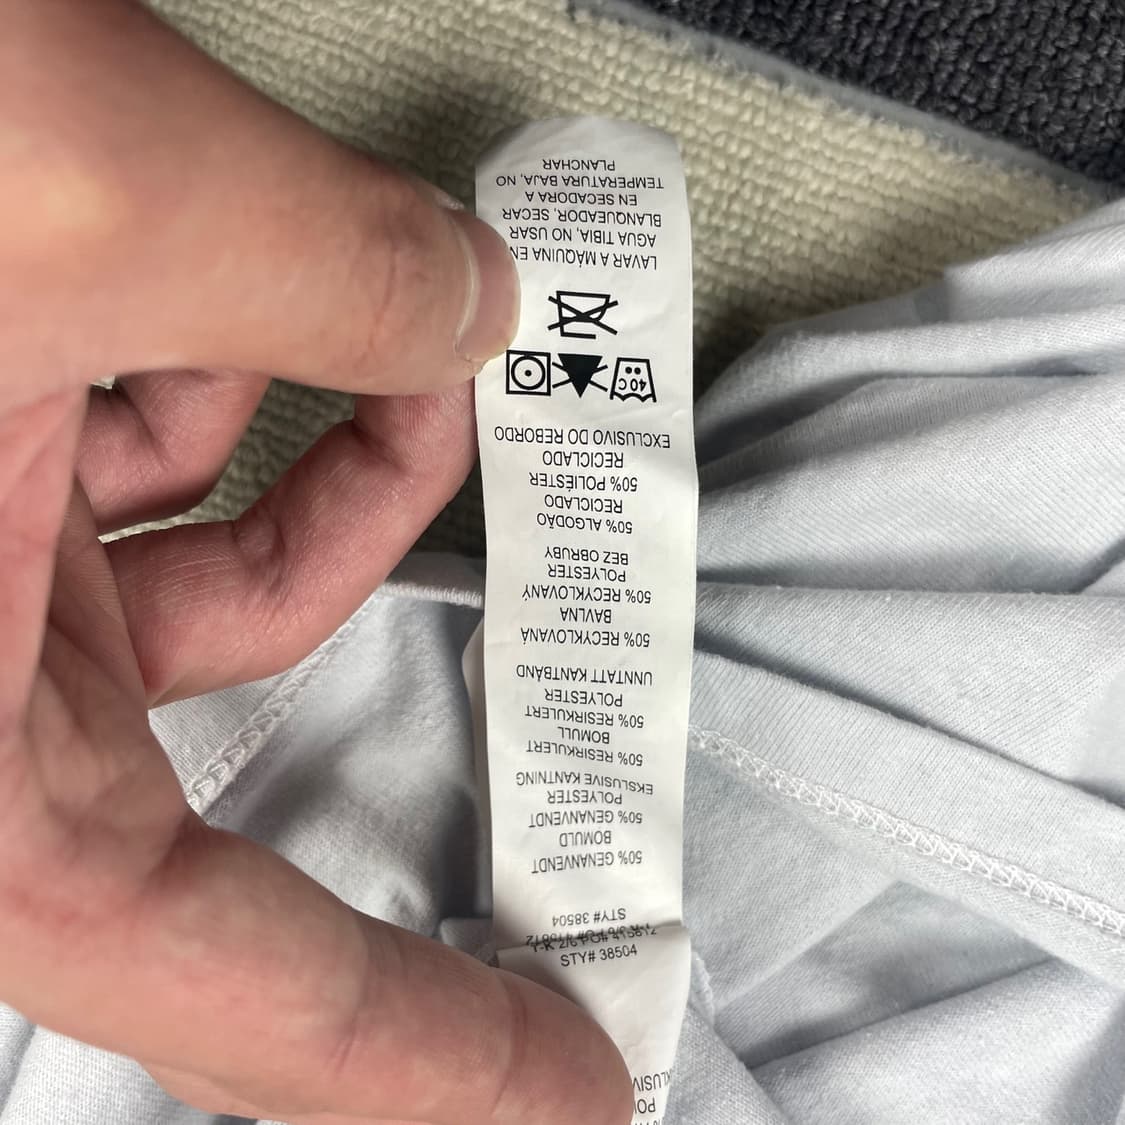 STY# 38504
50% GENANVENDT
BOMULD
50% GENANVENDT
POLYESTER
EKSLUSIVE KANTNING
50% RESIRKULERT
BOMULL
50% RESIRKULERT
POLYESTER
UNNTATT KANTBÅND
50% RECYKLOVANÁ
BAVLNA
50% RECYKLOVANÝ
POLYESTER
BEZ OBRUBY
50% ALGODÃO
RECICLADO
50% POLIÉSTER
RECICLADO
EXCLUSIVO DO REBORDO
40C
LAVAR A MÁQUINA EN
AGUA TIBIA, NO USAR
BLANQUEADOR, SECAR
EN SECADORA A
TEMPERATURA BAJA, NO
PLANCHAR
STY# 38504